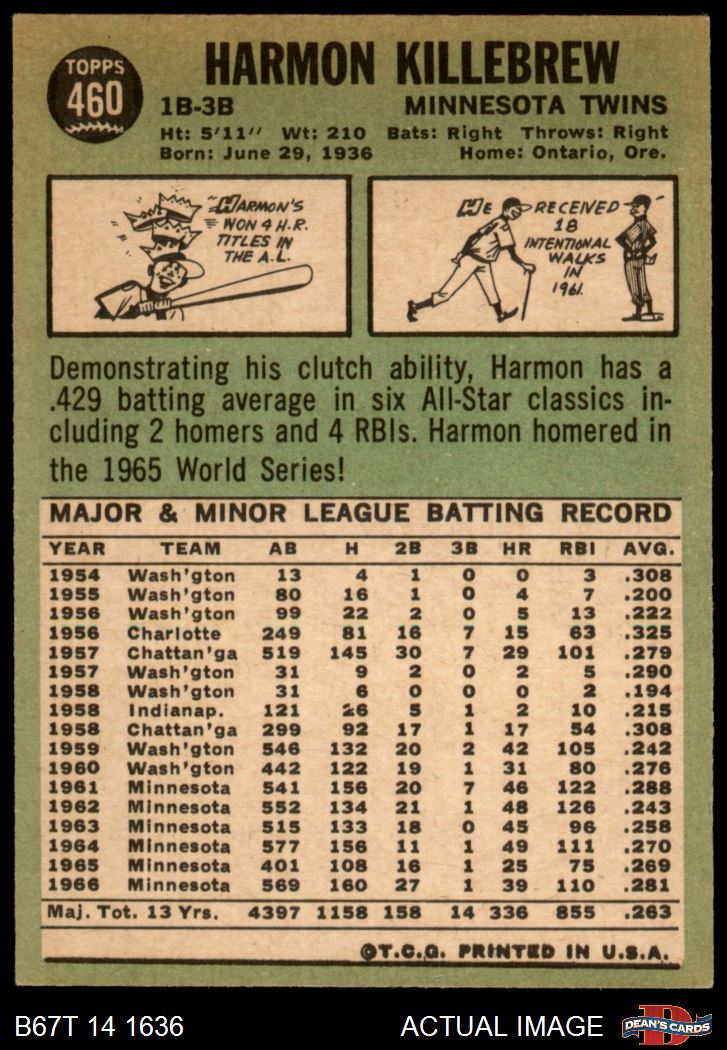 TOPPS
460
HARMON KILLEBREW
1B-3B MINNESOTA TWINS
Ht: 5'11" Wt: 210 Bats: Right Throws: Right
Born: June 29, 1936 Home: Ontario, Ore.
HARMON'S
WON 4 H.R.
TITLES IN
THE A.L.
HE RECEIVED
18
INTENTIONAL
WALKS
IN
1961.
Demonstrating his clutch ability, Harmon has a
.429 batting average in six All-Star classics in-
cluding 2 homers and 4 RBIs. Harmon homered in
the 1965 World Series!
MAJOR & MINOR LEAGUE BATTING RECORD
YEAR TEAM AB H 2B 3B HR RBI AVG.
1954 Wash'gton 13 4 1 0 0 3 .308
1955 Wash'gton 80 16 1 0 4 7 .200
1956 Wash'gton 99 22 2 0 5 13 .222
1956 Charlotte 249 81 16 7 15 63 .325
1957 Chattan'ga 519 145 30 7 29 101 .279
1957 Wash'gton 31 9 2 0 2 5 .290
1958 Wash'gton 31 6 0 0 0 2 .194
1958 Indianap. 121 26 5 1 2 10 .215
1958 Chattan'ga 299 92 17 1 17 54 .308
1959 Wash'gton 546 132 20 2 42 105 .242
1960 Wash'gton 442 122 19 1 31 80 .276
1961 Minnesota 541 156 20 7 46 122 .288
1962 Minnesota 552 134 21 1 48 126 .243
1963 Minnesota 515 133 18 0 45 96 .258
1964 Minnesota 577 156 11 1 49 111 .270
1965 Minnesota 401 108 16 1 25 75 .269
1966 Minnesota 569 160 27 1 39 110 .281
Maj. Tot. 13 Yrs. 4397 1158 158 14 336 855 .263
©T.C.G. PRINTED IN U.S.A.
B67T 14 1636 ACTUAL IMAGE
D
DEAN'S CARDS